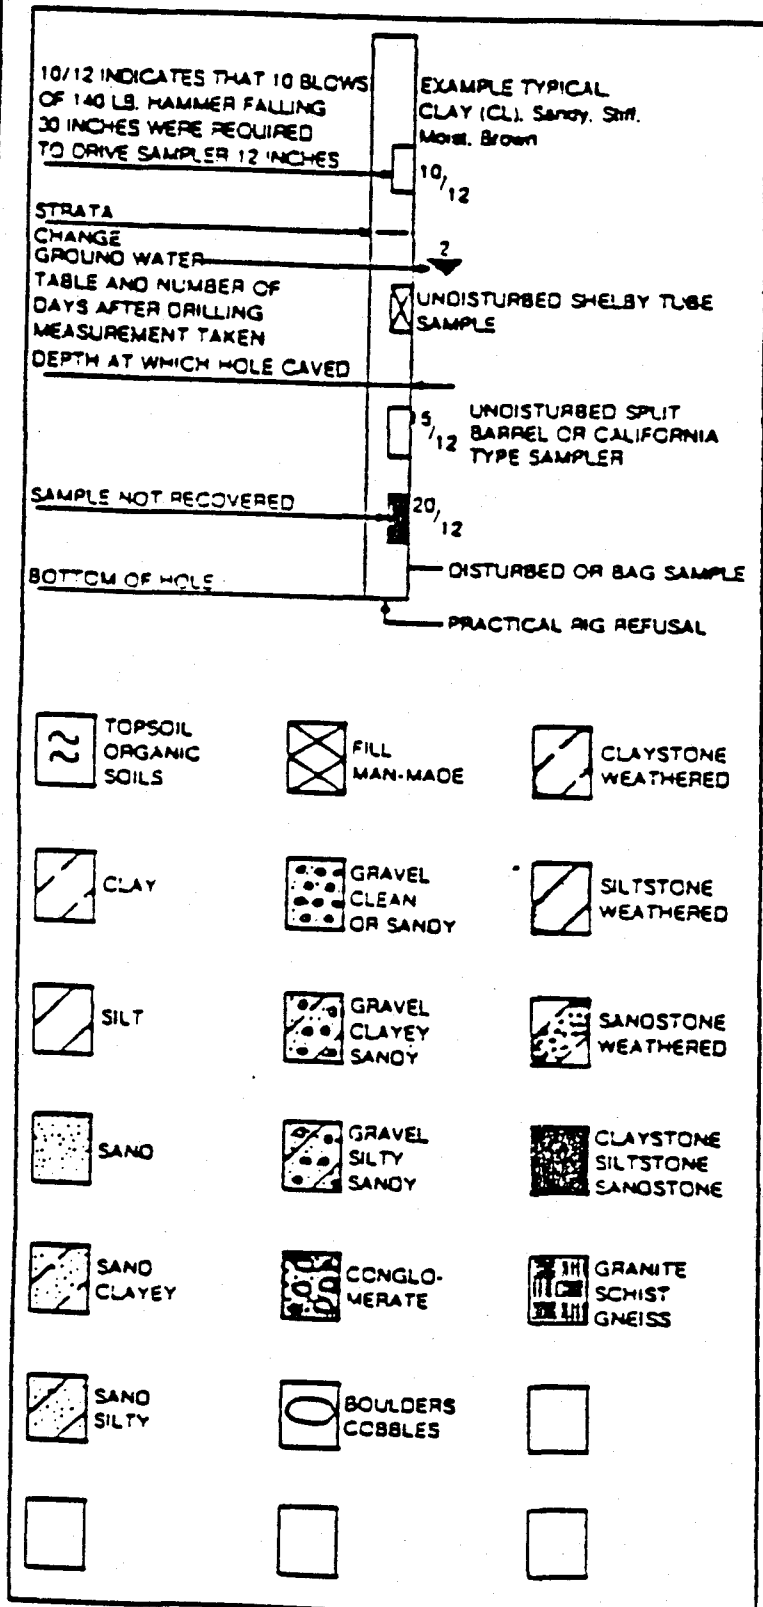 10/12 INDICATES THAT 10 BLOWS
OF 140 LB. HAMMER FALLING
30 INCHES WERE REQUIRED
TO DRIVE SAMPLER 12 INCHES
EXAMPLE TYPICAL
CLAY (CL), Sandy, Stiff,
Moist, Brown
10/12
STRATA
CHANGE
GROUND WATER
TABLE AND NUMBER OF
DAYS AFTER DRILLING
MEASUREMENT TAKEN
2
UNDISTURBED SHELBY TUBE
SAMPLE
DEPTH AT WHICH HOLE CAVED
15/12
UNDISTURBED SPLIT
BARREL OR CALIFORNIA
TYPE SAMPLER
SAMPLE NOT RECOVERED
20/12
DISTURBED OR BAG SAMPLE
BOTTOM OF HOLE
PRACTICAL RIG REFUSAL
TOPSOIL
ORGANIC
SOILS
FILL
MAN-MADE
CLAYSTONE
WEATHERED
CLAY
GRAVEL
CLEAN
OR SANDY
SILTSTONE
WEATHERED
SILT
GRAVEL
CLAYEY
SANDY
SANDSTONE
WEATHERED
SAND
GRAVEL
SILTY
SANDY
CLAYSTONE
SILTSTONE
SANDSTONE
SAND
CLAYEY
CONGLO-
MERATE
GRANITE
SCHIST
GNEISS
SAND
SILTY
BOULDERS
COBBLES